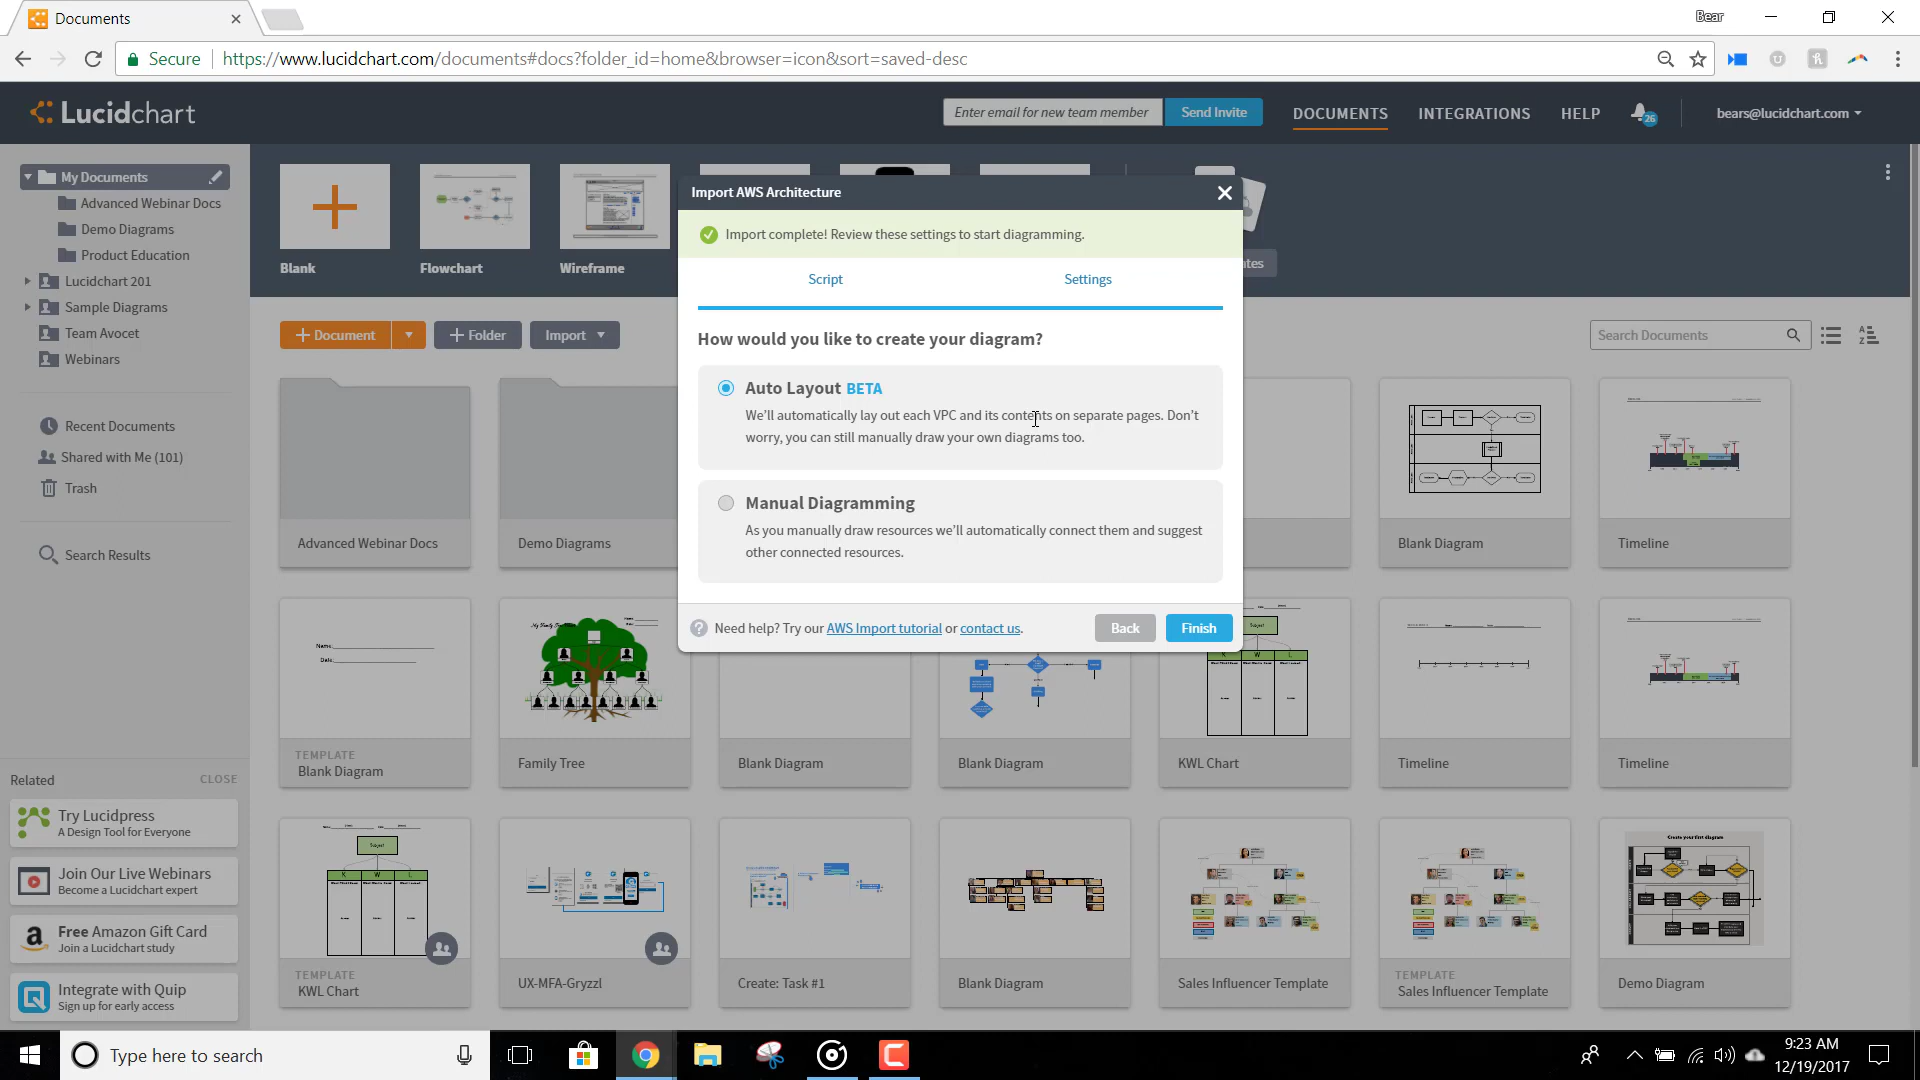 Documents
Bear
Secure
https://www.lucidchart.com/documents#docs?folder_id=home&browser=icon&sort=saved-desc
Lucidchart
Enter email for new team member
Send Invite
DOCUMENTS
INTEGRATIONS
HELP
26
bears@lucidchart.com
My Documents
Advanced Webinar Docs
Demo Diagrams
Product Education
Lucidchart 201
Sample Diagrams
Team Avocet
Webinars
Recent Documents
Shared with Me (101)
Trash
Search Results
Blank
Flowchart
Wireframe
+ Document
+ Folder
Import
Search Documents
Import AWS Architecture
Import complete! Review these settings to start diagramming.
Script
Settings
How would you like to create your diagram?
Auto Layout BETA
We'll automatically lay out each VPC and its contents on separate pages. Don't
worry, you can still manually draw your own diagrams too.
Manual Diagramming
As you manually draw resources we'll automatically connect them and suggest
other connected resources.
Need help? Try our AWS Import tutorial or contact us.
Back
Finish
Advanced Webinar Docs
Demo Diagrams
Blank Diagram
Timeline
Name:
Date:
TEMPLATE
Blank Diagram
Family Tree
Blank Diagram
Blank Diagram
K W L
KWL Chart
Timeline
Timeline
Subject
K W L
TEMPLATE
KWL Chart
UX-MFA-Gryzzl
Create: Task #1
Blank Diagram
Sales Influencer Template
TEMPLATE
Sales Influencer Template
Create your first diagram
Demo Diagram
Related
CLOSE
Try Lucidpress
A Design Tool for Everyone
Join Our Live Webinars
Become a Lucidchart expert
Free Amazon Gift Card
Join a Lucidchart study
Integrate with Quip
Sign up for early access
Type here to search
9:23 AM
12/19/2017